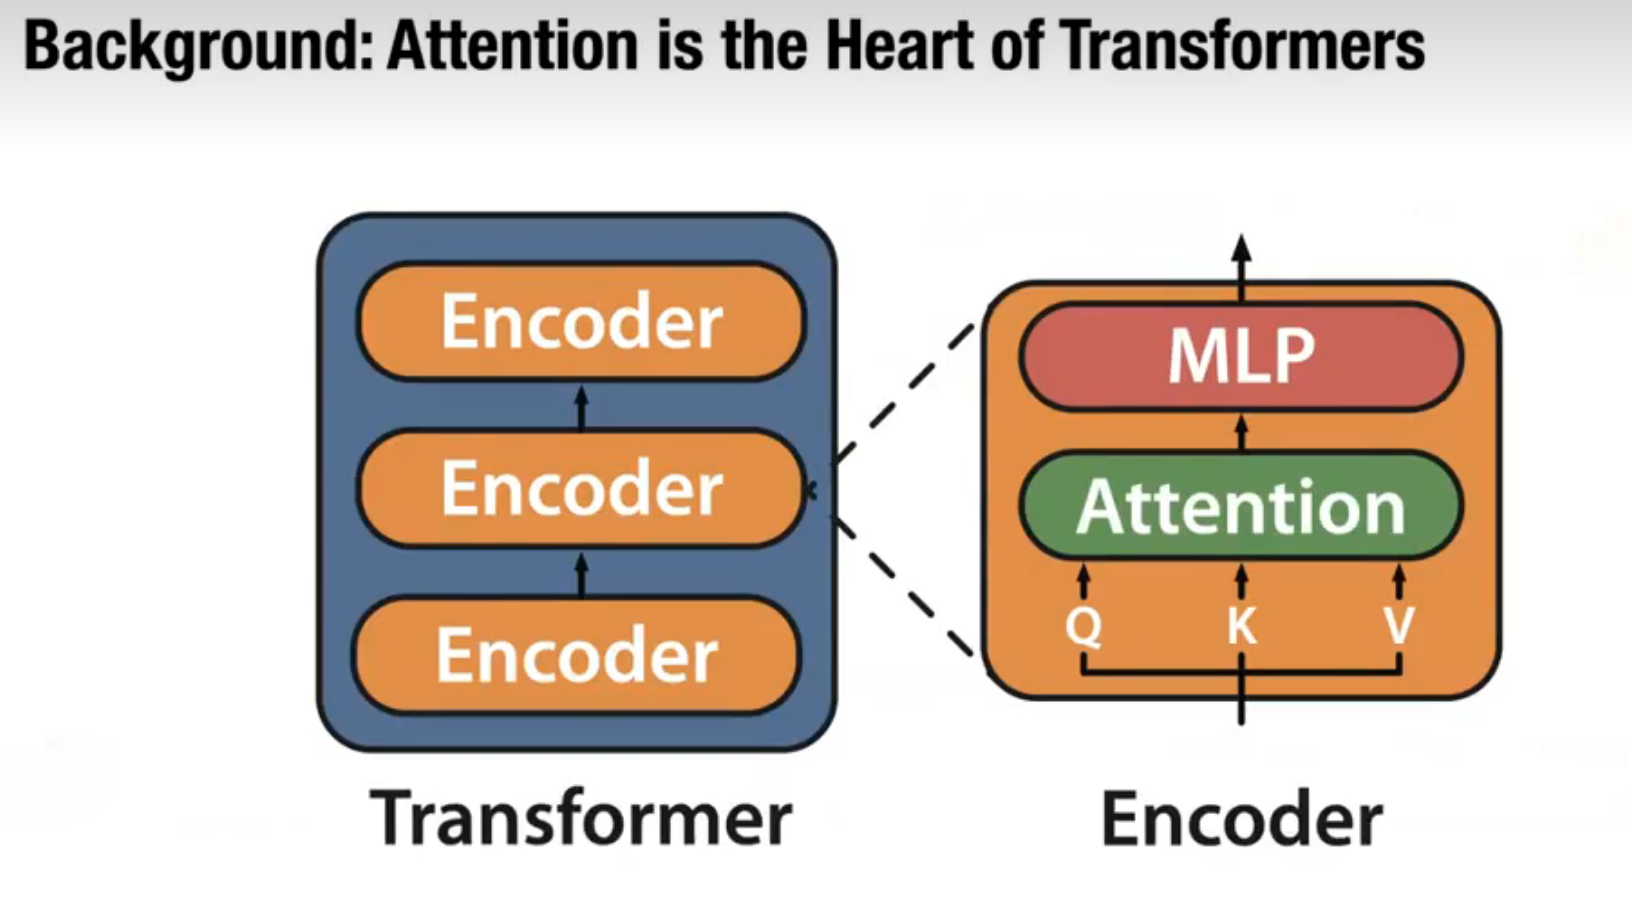 Background: Attention is the Heart of Transformers
Encoder
Encoder
Encoder
Transformer
MLP
Attention
Q K V
Encoder